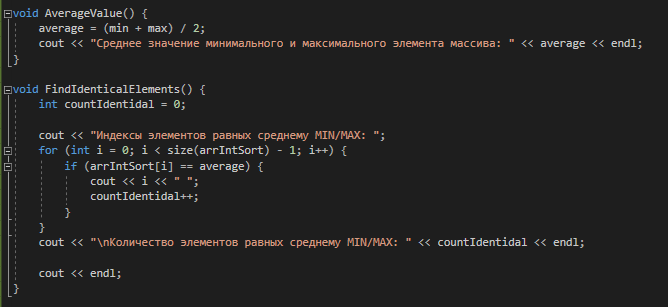 void AverageValue() {
    average = (min + max) / 2;
    cout << "Среднее значение минимального и максимального элемента массива: " << average << endl;
}

void FindIdenticalElements() {
    int countIdentidal = 0;

    cout << "Индексы элементов равных среднему MIN/MAX: ";
    for (int i = 0; i < size(arrIntSort) - 1; i++) {
        if (arrIntSort[i] == average) {
            cout << i << " ";
            countIdentidal++;
        }
    }
    cout << "\nКоличество элементов равных среднему MIN/MAX: " << countIdentidal << endl;

    cout << endl;
}